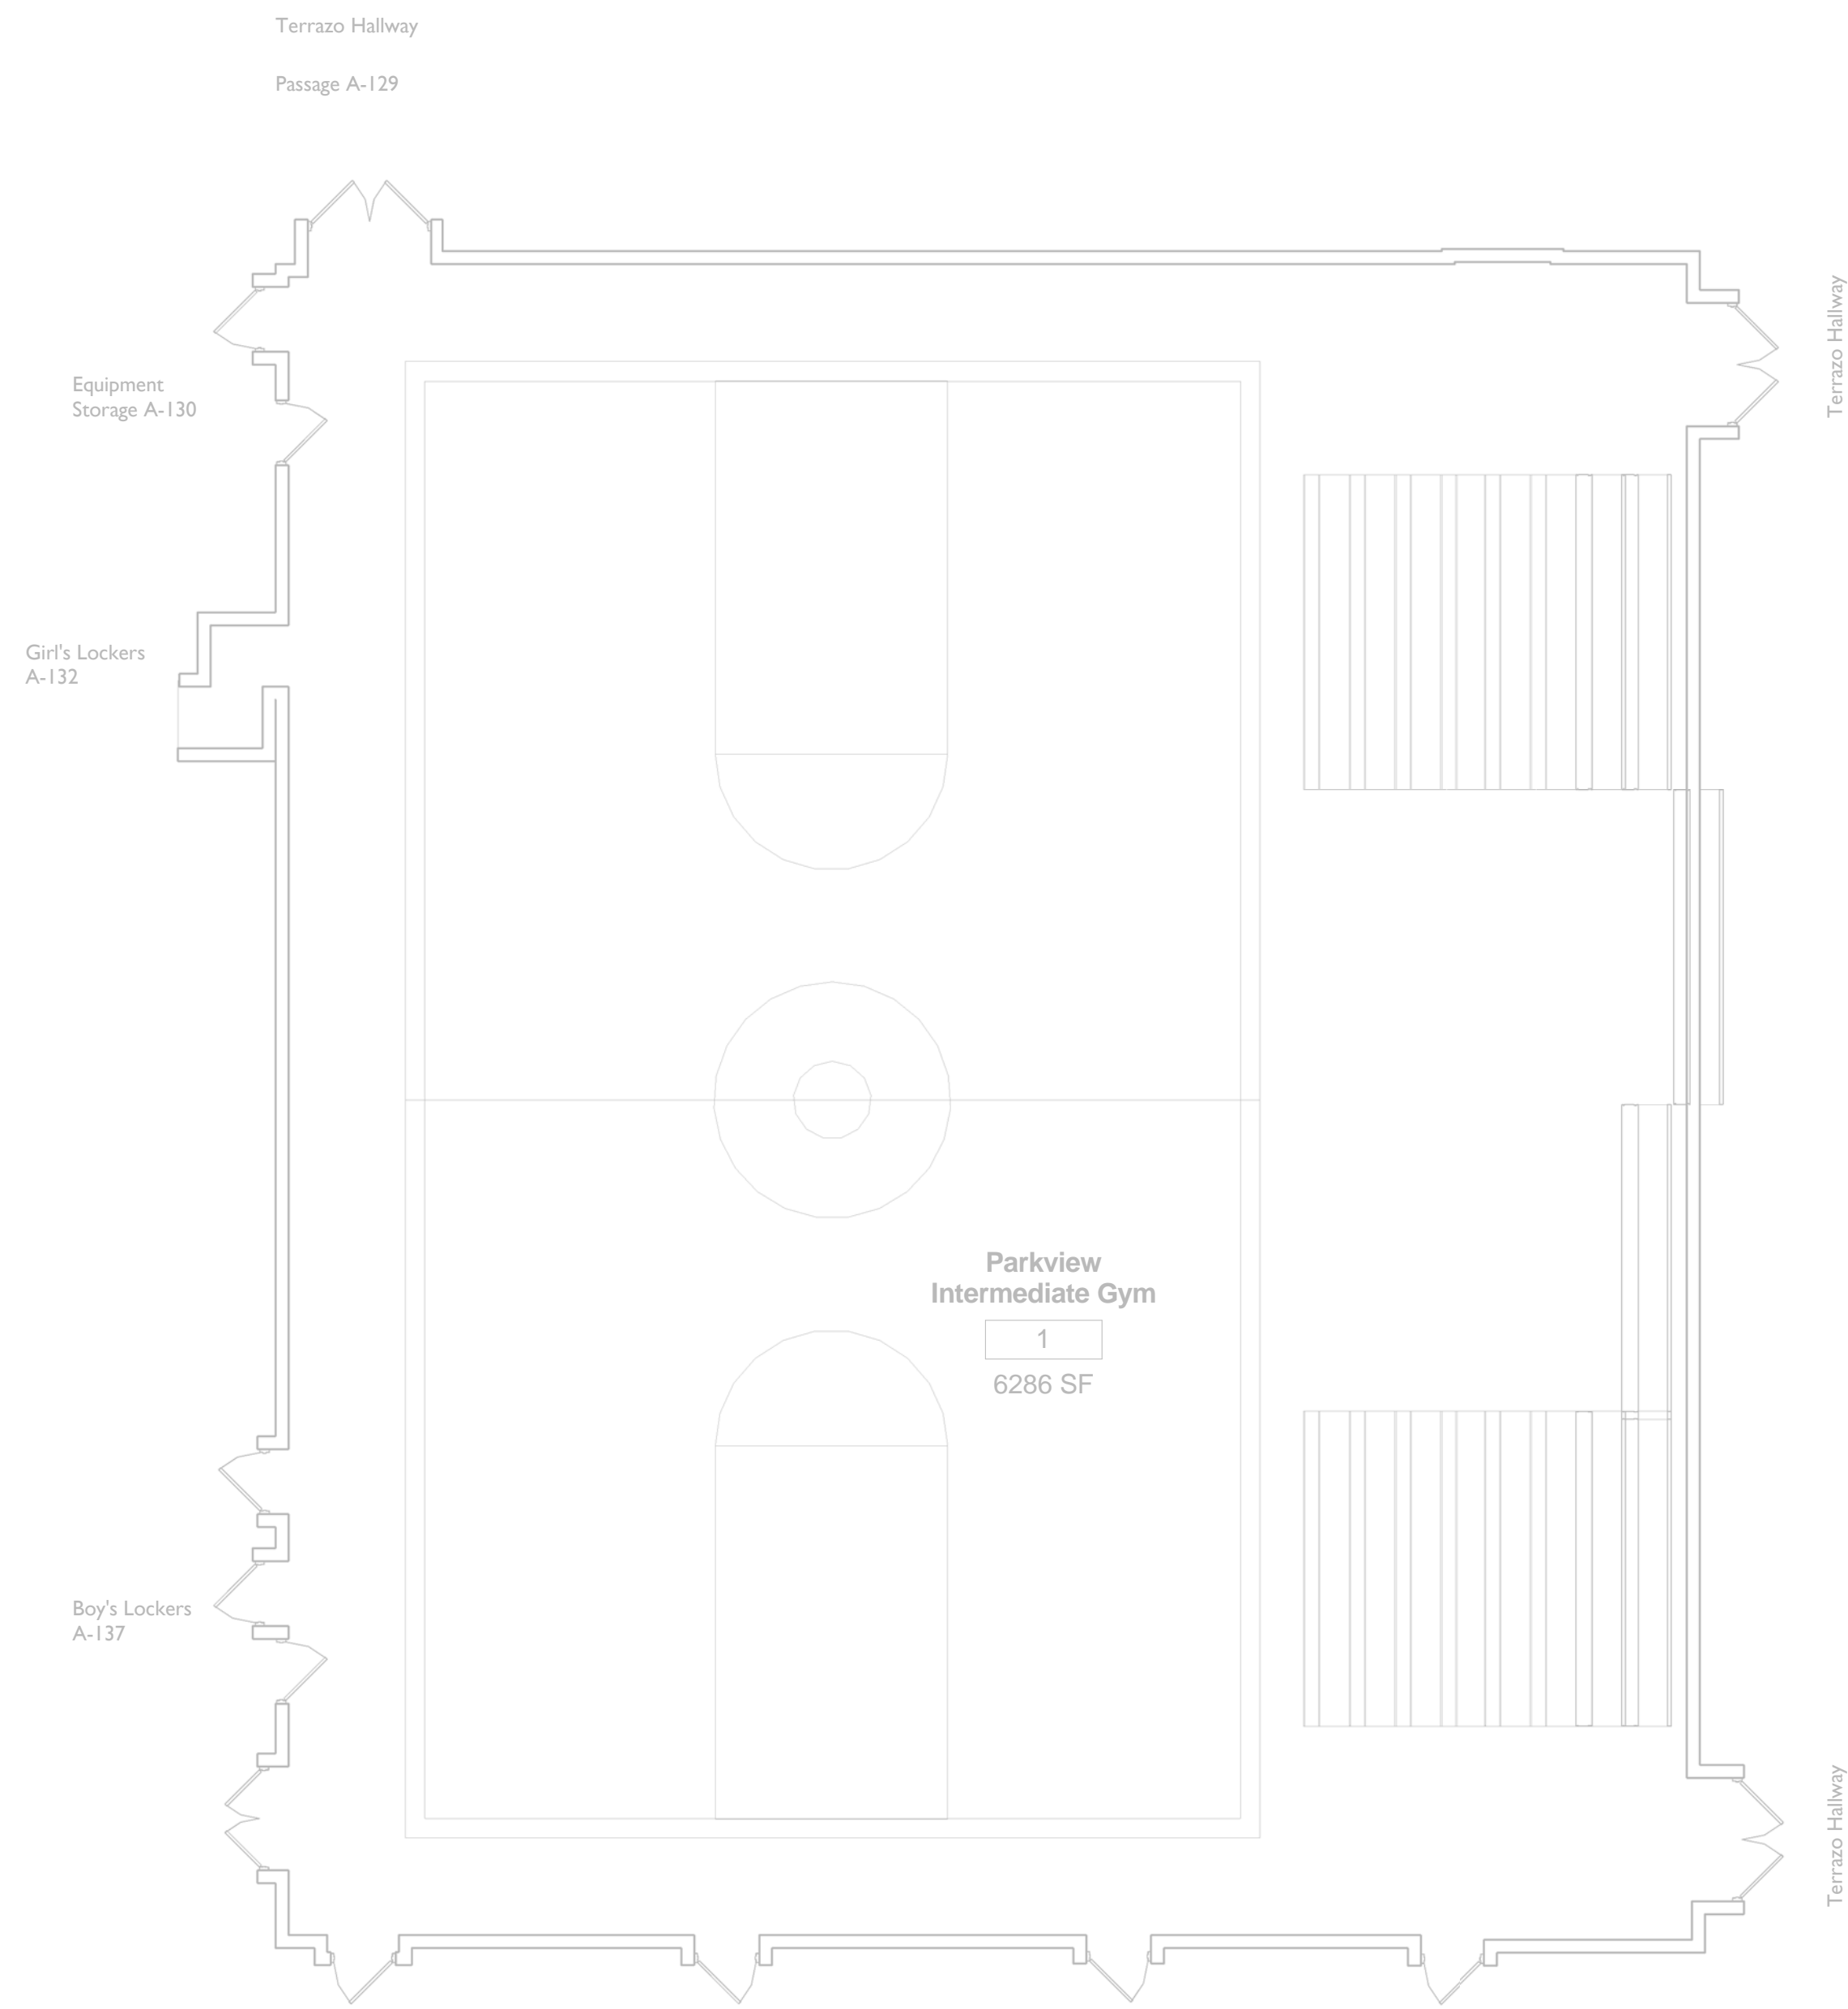 Terrazo Hallway
Passage A-129
Terrazo Hallway
Equipment
Storage A-130
Girl's Lockers
A-132
Parkview
Intermediate Gym
1
6286 SF
Boy's Lockers
A-137
Terrazo Hallway